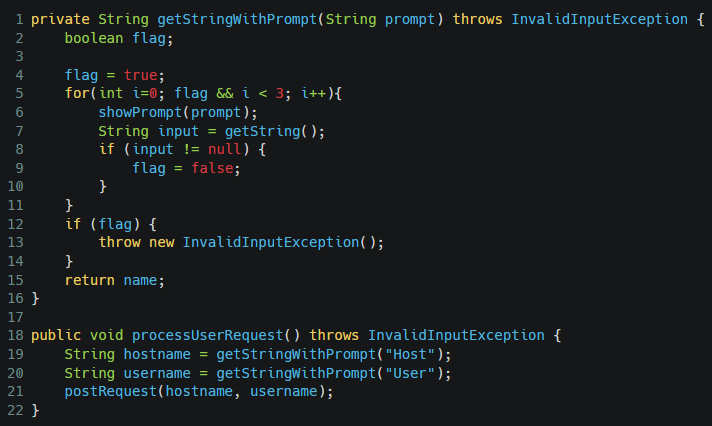 1 private String getStringWithPrompt(String prompt) throws InvalidInputException {
2     boolean flag;
3
4     flag = true;
5     for(int i=0; flag && i < 3; i++){
6         showPrompt(prompt);
7         String input = getString();
8         if (input != null) {
9             flag = false;
10         }
11     }
12     if (flag) {
13         throw new InvalidInputException();
14     }
15     return name;
16 }
17
18 public void processUserRequest() throws InvalidInputException {
19     String hostname = getStringWithPrompt("Host");
20     String username = getStringWithPrompt("User");
21     postRequest(hostname, username);
22 }